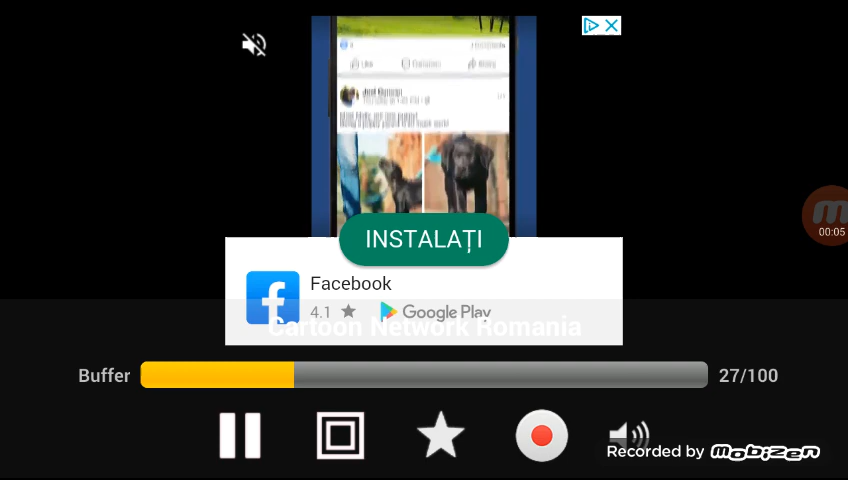 INSTALAȚI
00:05
Facebook
4.1 ★ Google Play
Cartoon Network Romania
Buffer 27/100
Recorded by mobizen